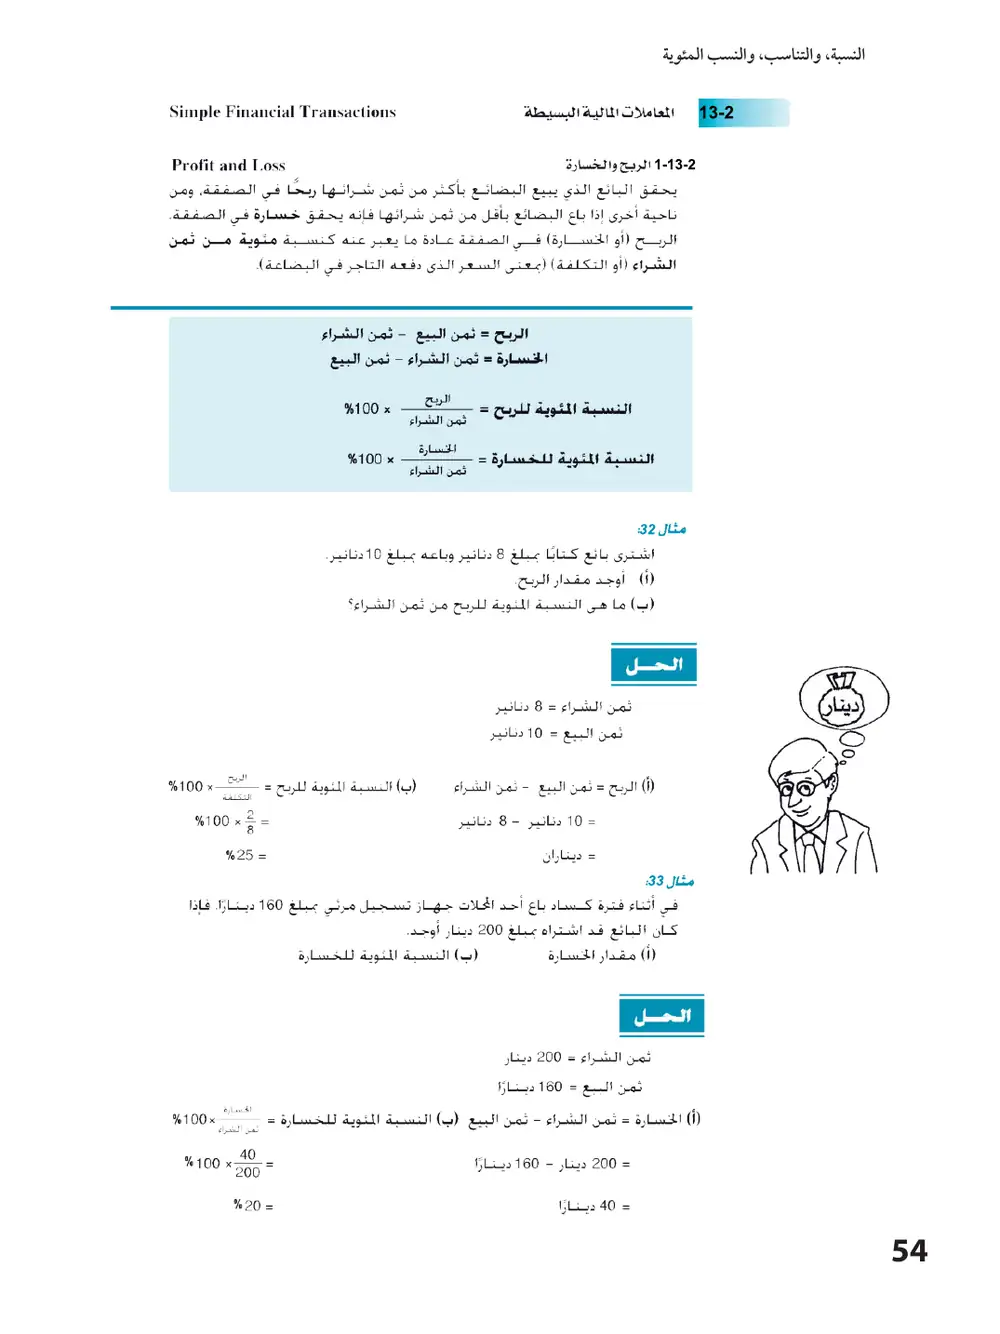 النسبة، والتناسب، والنسب المئوية
13-2 المعاملات المالية البسيطة Simple Financial Transactions
1-13-2 الربح والخسارة Profit and Loss
يحقق البائع الذي يبيع البضائع بأكثر من ثمن شرائها ربحًا في الصفقة، ومن
ناحية أخرى إذا باع البضائع بأقل من ثمن شرائها فإنه يحقق خسارة في الصفقة.
الربح (أو الخسارة) في الصفقة عادة ما يعبر عنه كنسبة مئوية من ثمن
الشراء (أو التكلفة) (بمعنى السعر الذى دفعه التاجر في البضاعة).
الربح = ثمن البيع – ثمن الشراء
الخسارة = ثمن الشراء – ثمن البيع
النسبة المئوية للربح = الربح / ثمن الشراء × 100%
النسبة المئوية للخسارة = الخسارة / ثمن الشراء × 100%
مثال 32:
اشترى بائع كتابًا بمبلغ 8 دنانير وباعه بمبلغ 10 دنانير.
(أ) أوجد مقدار الربح.
(ب) ما هى النسبة المئوية للربح من ثمن الشراء؟
الحـــل
دينار
ثمن الشراء = 8 دنانير
ثمن البيع = 10 دنانير
(أ) الربح = ثمن البيع – ثمن الشراء (ب) النسبة المئوية للربح = الربح / التكلفة × 100%
= 10 دنانير – 8 دنانير = 2/8 × 100%
= ديناران = 25%
مثال 33:
في أثناء فترة كساد باع أحد المحلات جهاز تسجيل مرئي بمبلغ 160 دينارًا. فإذا
كان البائع قد اشتراه بمبلغ 200 دينار أوجد.
(أ) مقدار الخسارة (ب) النسبة المئوية للخسارة
الحـــل
ثمن الشراء = 200 دينار
ثمن البيع = 160 دينارًا
(أ) الخسارة = ثمن الشراء – ثمن البيع (ب) النسبة المئوية للخسارة = الخسارة / ثمن الشراء × 100%
= 200 دينار – 160 دينارًا = 40/200 × 100%
= 40 دينارًا = 20%
54